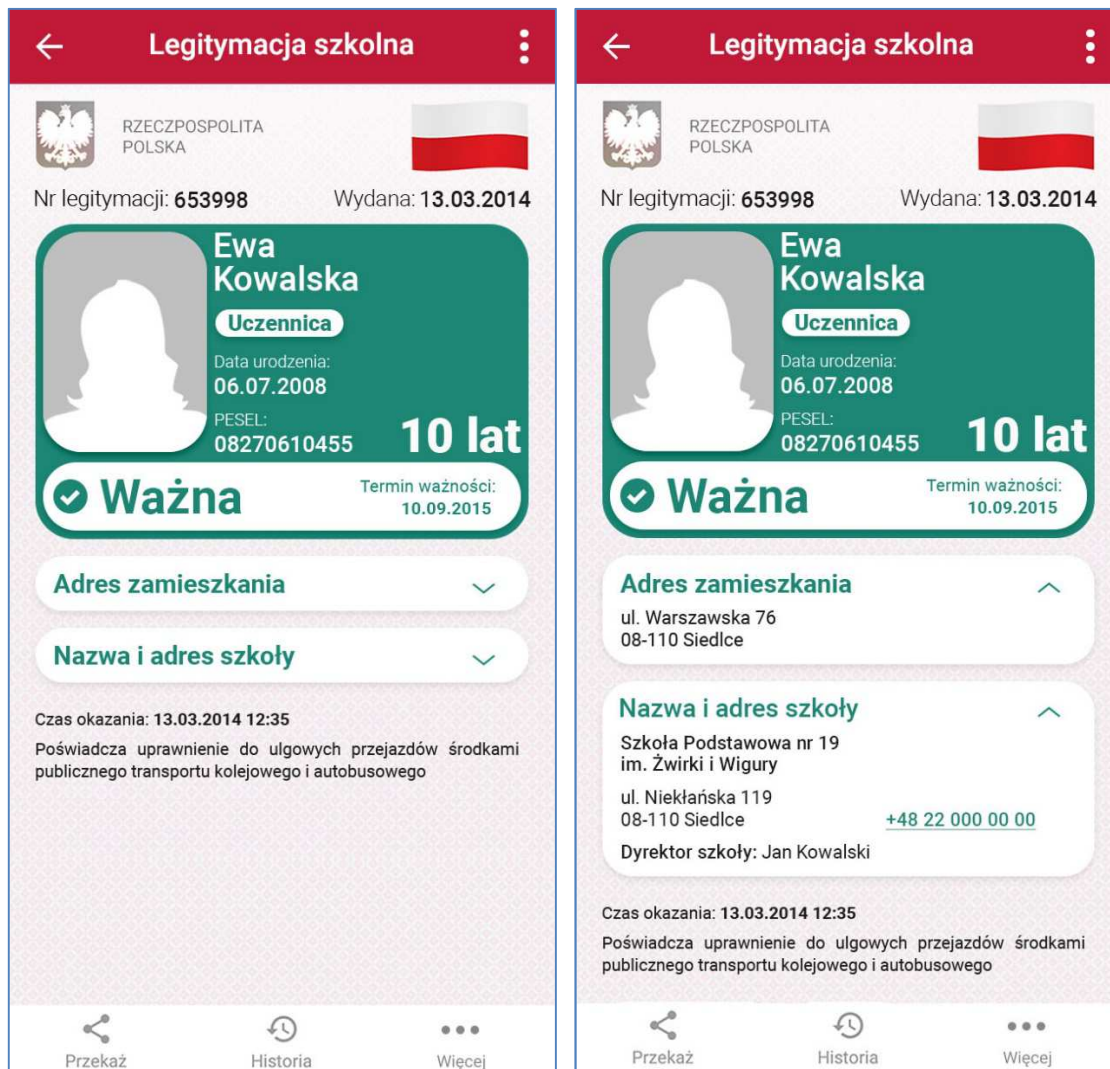 Legitymacja szkolna
RZECZPOSPOLITA
POLSKA
Nr legitymacji: 653998 Wydana: 13.03.2014
Ewa
Kowalska
Uczennica
Data urodzenia:
06.07.2008
PESEL:
08270610455
10 lat
Ważna
Termin ważności:
10.09.2015
Adres zamieszkania
Nazwa i adres szkoły
Czas okazania: 13.03.2014 12:35
Poświadcza uprawnienie do ulgowych przejazdów środkami
publicznego transportu kolejowego i autobusowego
Przekaż Historia Więcej
Legitymacja szkolna
RZECZPOSPOLITA
POLSKA
Nr legitymacji: 653998 Wydana: 13.03.2014
Ewa
Kowalska
Uczennica
Data urodzenia:
06.07.2008
PESEL:
08270610455
10 lat
Ważna
Termin ważności:
10.09.2015
Adres zamieszkania
ul. Warszawska 76
08-110 Siedlce
Nazwa i adres szkoły
Szkoła Podstawowa nr 19
im. Żwirki i Wigury
ul. Niekłańska 119
08-110 Siedlce +48 22 000 00 00
Dyrektor szkoły: Jan Kowalski
Czas okazania: 13.03.2014 12:35
Poświadcza uprawnienie do ulgowych przejazdów środkami
publicznego transportu kolejowego i autobusowego
Przekaż Historia Więcej